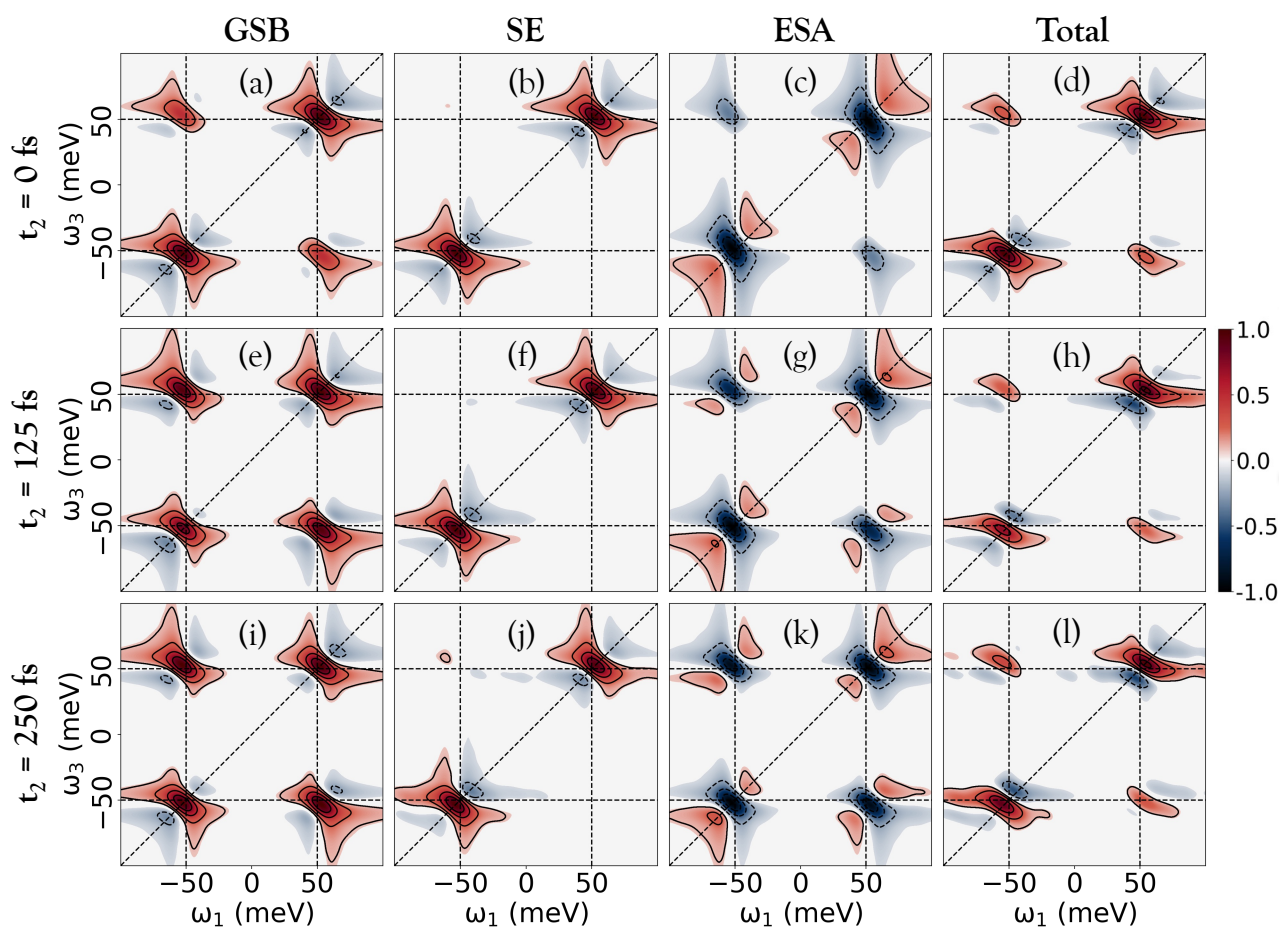 GSB SE ESA Total
t₂ = 0 fs
ω₃ (meV)
50
0
−50
(a) (b) (c) (d)
t₂ = 125 fs
ω₃ (meV)
50
0
−50
(e) (f) (g) (h)
1.0
0.5
0.0
-0.5
-1.0
t₂ = 250 fs
ω₃ (meV)
50
0
−50
(i) (j) (k) (l)
−50 0 50 −50 0 50 −50 0 50 −50 0 50
ω₁ (meV) ω₁ (meV) ω₁ (meV) ω₁ (meV)